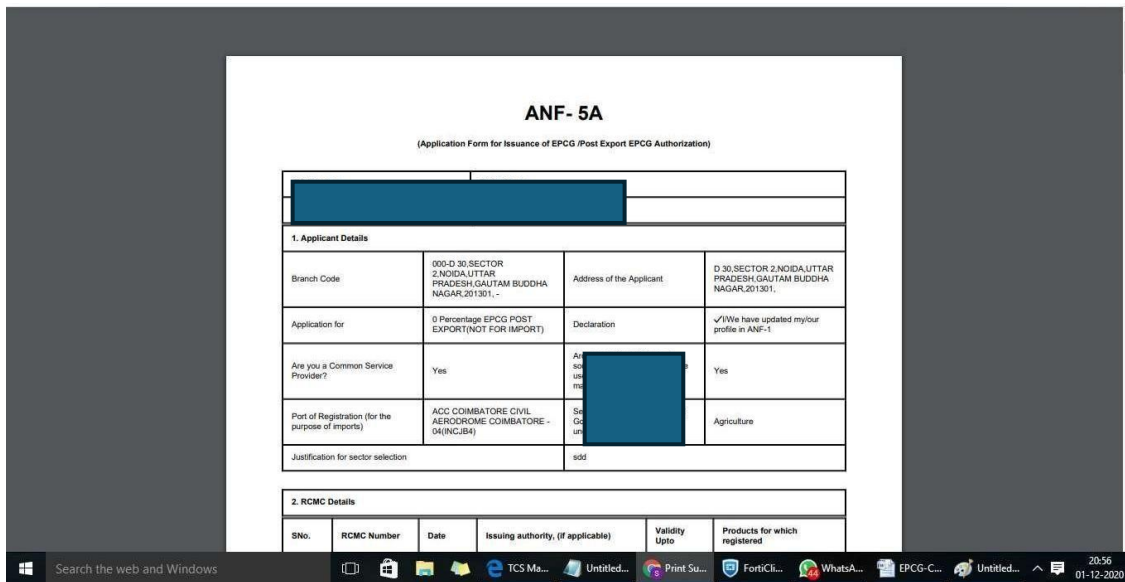 ANF- 5A
(Application Form for Issuance of EPCG /Post Export EPCG Authorization)
1. Applicant Details
Branch Code
000-D 30,SECTOR
2,NOIDA,UTTAR
PRADESH,GAUTAM BUDDHA
NAGAR,201301, -
Address of the Applicant
D 30,SECTOR 2,NOIDA,UTTAR
PRADESH,GAUTAM BUDDHA
NAGAR,201301,
Application for
0 Percentage EPCG POST
EXPORT(NOT FOR IMPORT)
Declaration
✓I/We have updated my/our
profile in ANF-1
Are you a Common Service
Provider?
Yes
Yes
Port of Registration (for the
purpose of imports)
ACC COIMBATORE CIVIL
AERODROME COIMBATORE -
04(INCJB4)
Agriculture
Justification for sector selection
sdd
2. RCMC Details
SNo.
RCMC Number
Date
Issuing authority, (if applicable)
Validity
Upto
Products for which
registered
Search the web and Windows
TCS Ma...
Untitled...
Print Su...
FortiCli...
44
WhatsA...
EPCG-C...
Untitled...
20:56
01-12-2020